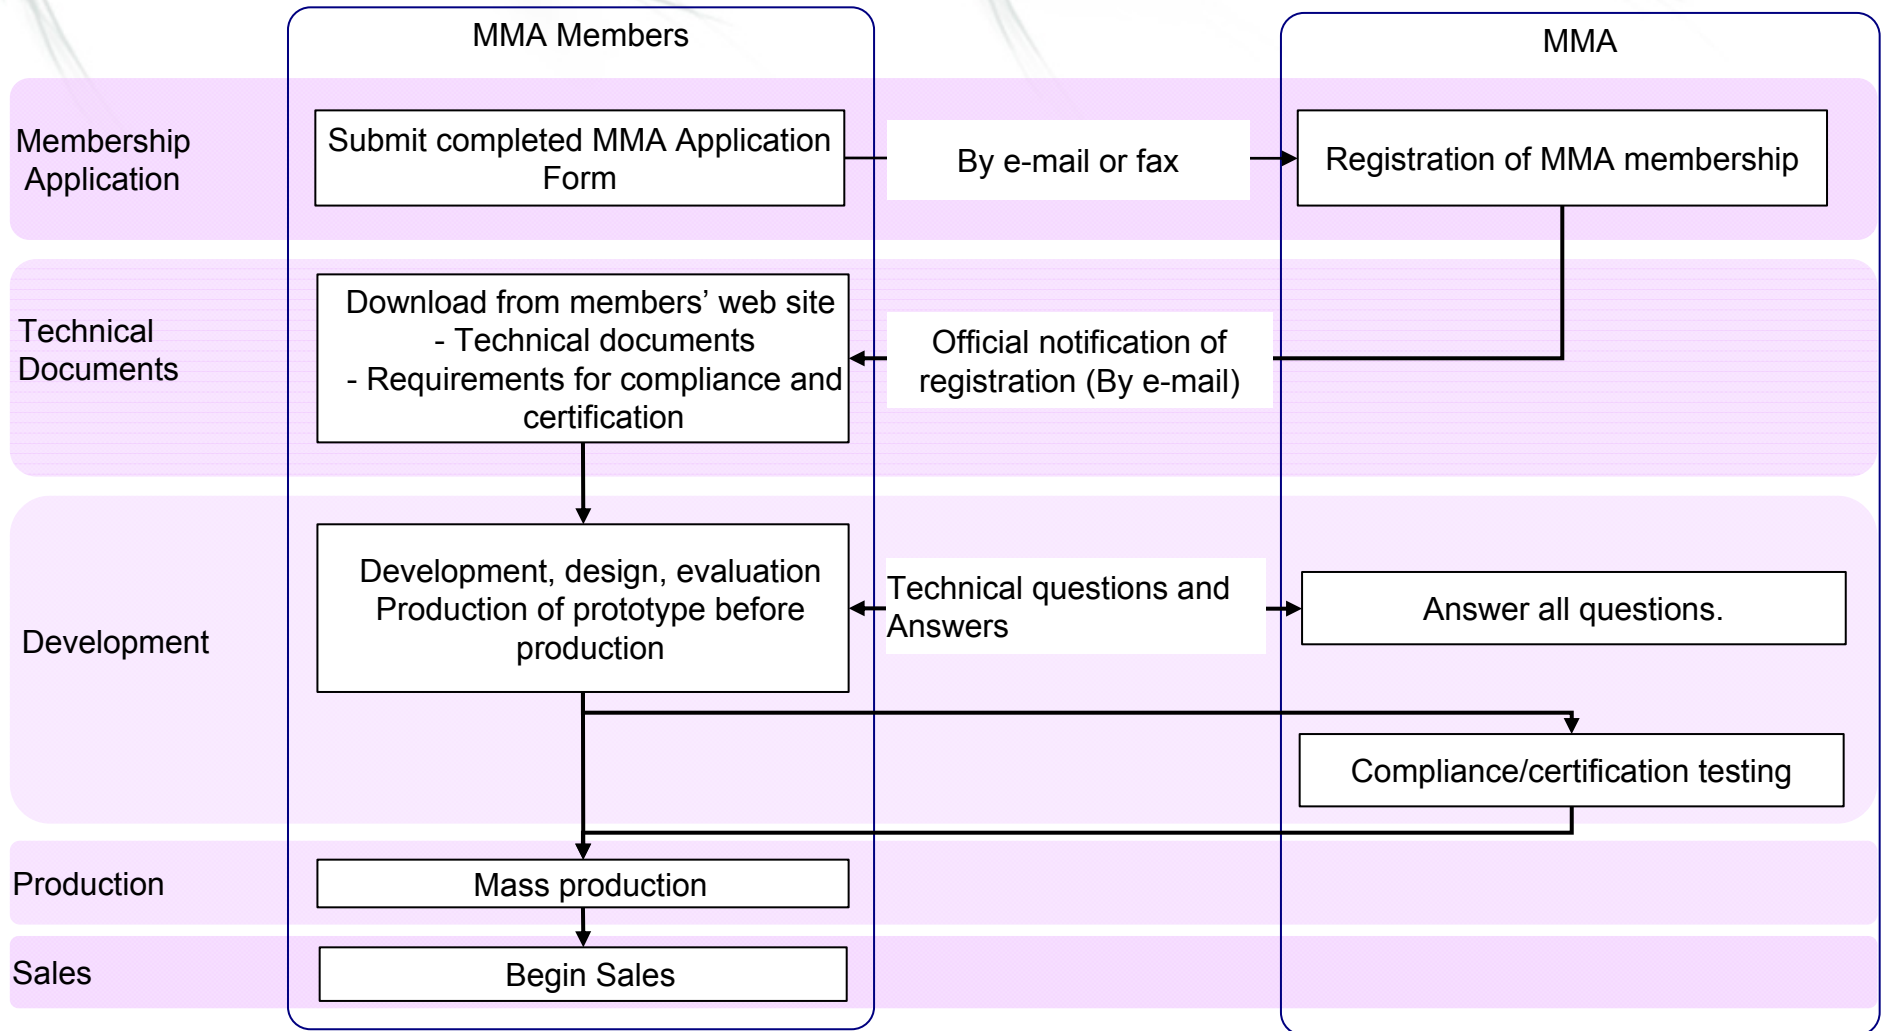 MMA Members
MMA
Membership
Application
Submit completed MMA Application
Form
By e-mail or fax
Registration of MMA membership
Technical
Documents
Download from members’ web site
- Technical documents
- Requirements for compliance and
certification
Official notification of
registration (By e-mail)
Development
Development, design, evaluation
Production of prototype before
production
Technical questions and
Answers
Answer all questions.
Compliance/certification testing
Production
Mass production
Sales
Begin Sales